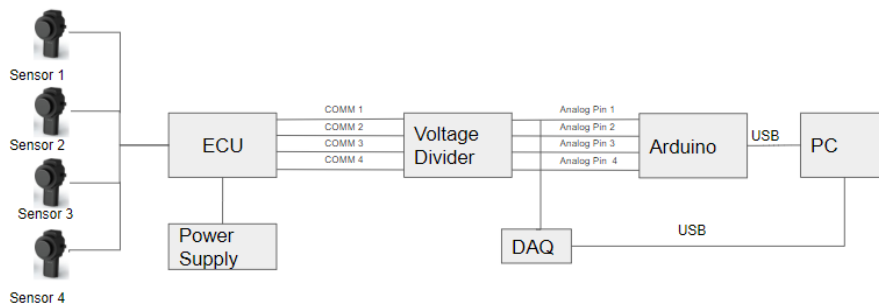 Sensor 1
Sensor 2
Sensor 3
Sensor 4
ECU
Power
Supply
COMM 1
COMM 2
COMM 3
COMM 4
Voltage
Divider
Analog Pin 1
Analog Pin 2
Analog Pin 3
Analog Pin 4
DAQ
Arduino
USB
PC
USB